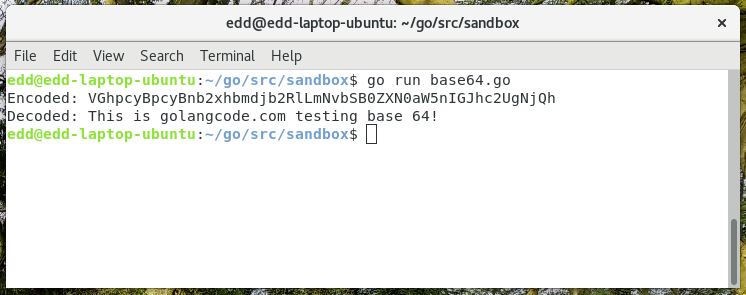 edd@edd-laptop-ubuntu: ~/go/src/sandbox
File Edit View Search Terminal Help
edd@edd-laptop-ubuntu:~/go/src/sandbox$ go run base64.go
Encoded: VGhpcyBpcyBnb2xhbmdjb2RlLmNvbSB0ZXN0aW5nIGJhc2UgNjQh
Decoded: This is golangcode.com testing base 64!
edd@edd-laptop-ubuntu:~/go/src/sandbox$